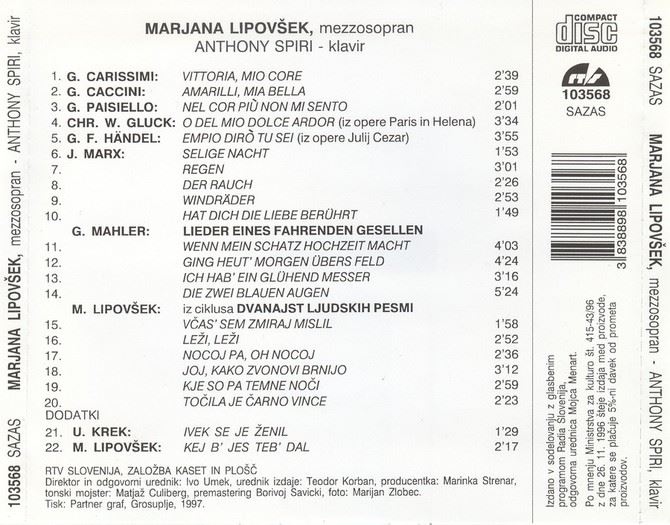 103568 SAZAS MARJANA LIPOVŠEK, mezzosopran - ANTHONY SPIRI, klavir
MARJANA LIPOVŠEK, mezzosopran
ANTHONY SPIRI - klavir
1. G. CARISSIMI: VITTORIA, MIO CORE 2'39
2. G. CACCINI: AMARILLI, MIA BELLA 2'59
3. G. PAISIELLO: NEL COR PIÙ NON MI SENTO 2'01
4. CHR. W. GLUCK: O DEL MIO DOLCE ARDOR (iz opere Paris in Helena) 3'34
5. G. F. HÄNDEL: EMPIO DIRÒ TU SEI (iz opere Julij Cezar) 3'55
6. J. MARX: SELIGE NACHT 1'53
7. REGEN 3'01
8. DER RAUCH 2'26
9. WINDRÄDER 2'53
10. HAT DICH DIE LIEBE BERÜHRT 1'49
G. MAHLER: LIEDER EINES FAHRENDEN GESELLEN
11. WENN MEIN SCHATZ HOCHZEIT MACHT 4'03
12. GING HEUT' MORGEN ÜBERS FELD 4'24
13. ICH HAB' EIN GLÜHEND MESSER 3'16
14. DIE ZWEI BLAUEN AUGEN 5'24
M. LIPOVŠEK: iz ciklusa DVANAJST LJUDSKIH PESMI
15. VČAS' SEM ZMIRAJ MISLIL 1'58
16. LEŽI, LEŽI 2'52
17. NOCOJ PA, OH NOCOJ 2'36
18. JOJ, KAKO ZVONOVI BRNIJO 3'12
19. KJE SO PA TEMNE NOČI 2'59
20. TOČILA JE ČARNO VINCE 2'23
DODATKI
21. U. KREK: IVEK SE JE ŽENIL 1'29
22. M. LIPOVŠEK: KEJ B' JES TEB' DAL 2'17
RTV SLOVENIJA, ZALOŽBA KASET IN PLOŠČ
Direktor in odgovorni urednik: Ivo Umek, urednik izdaje: Teodor Korban, producentka: Marinka Strenar,
tonski mojster: Matjaž Culiberg, premastering Borivoj Savicki, foto: Marijan Zlobec.
Tisk: Partner graf, Grosuplje, 1997.
COMPACT
disc
DIGITAL AUDIO
RTS
103568
SAZAS
3 838898 103568
Izdano v sodelovanju z glasbenim
programom Radia Slovenija,
odgovorna urednica Mojca Menart.
Po mnenju Ministrstva za kulturo št. 415-43/96
z dne 26. 11. 1996 šteje izdaja med proizvode,
za katere se plačuje 5%-ni davek od prometa
proizvodov.
103568 SAZAS MARJANA LIPOVŠEK, mezzosopran - ANTHONY SPIRI, klavir